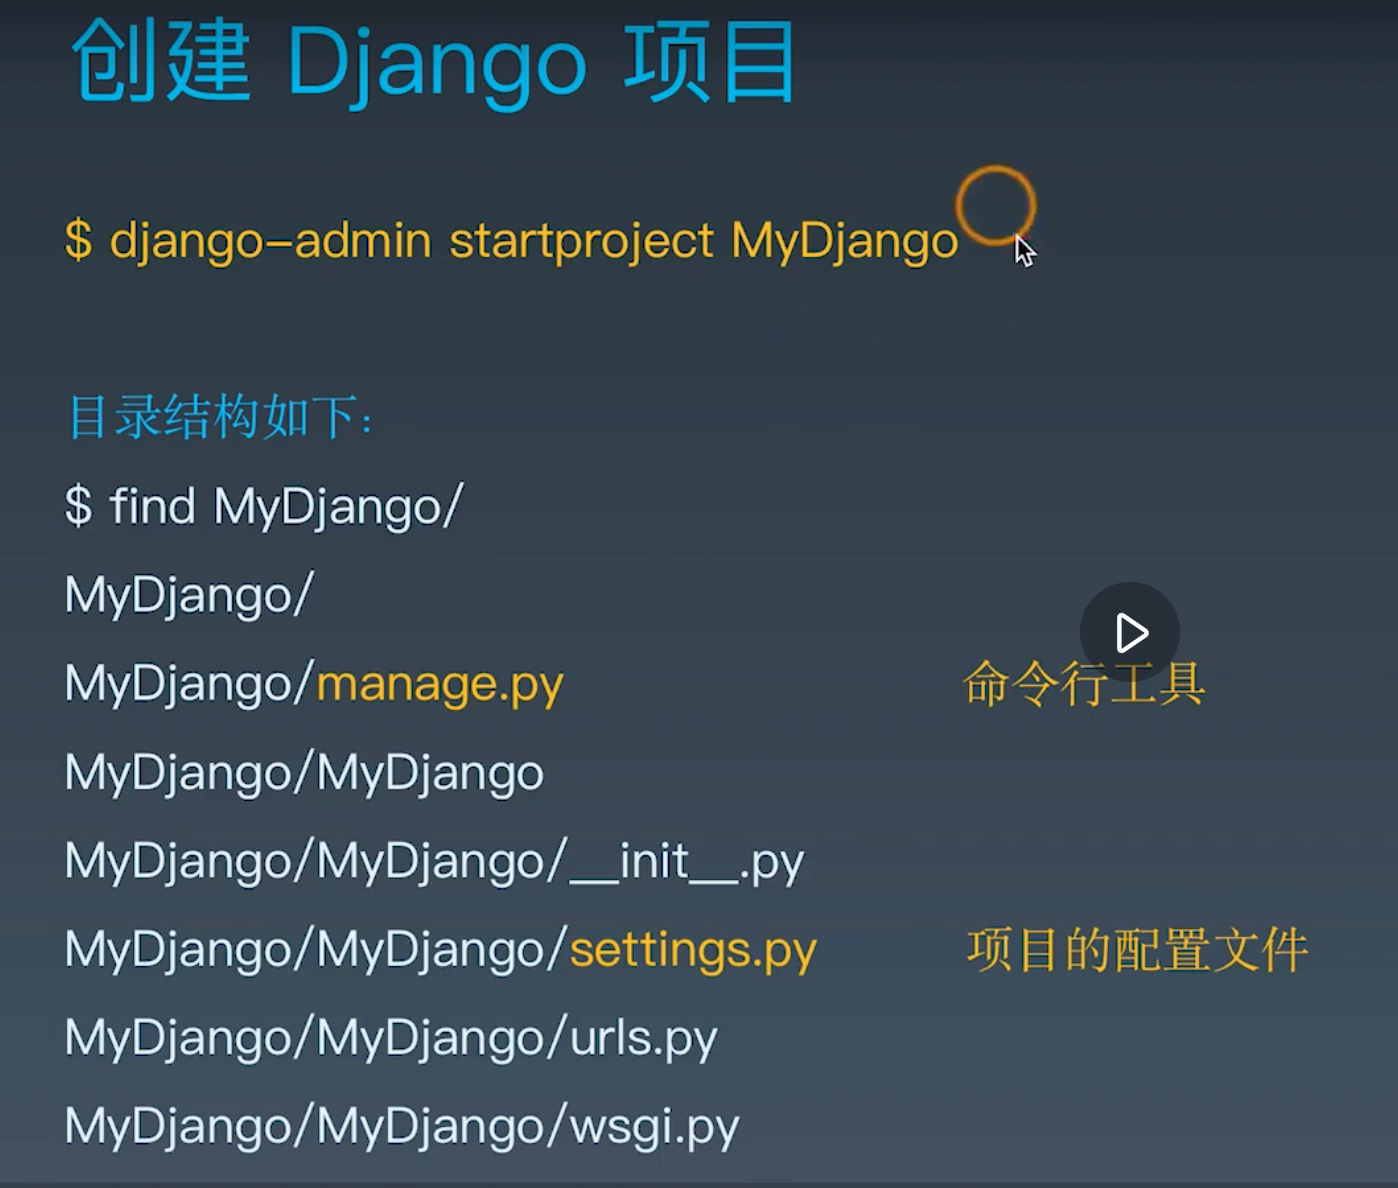 创建 Django 项目
$ django-admin startproject MyDjango
目录结构如下:
$ find MyDjango/
MyDjango/
MyDjango/manage.py 命令行工具
MyDjango/MyDjango
MyDjango/MyDjango/__init__.py
MyDjango/MyDjango/settings.py 项目的配置文件
MyDjango/MyDjango/urls.py
MyDjango/MyDjango/wsgi.py